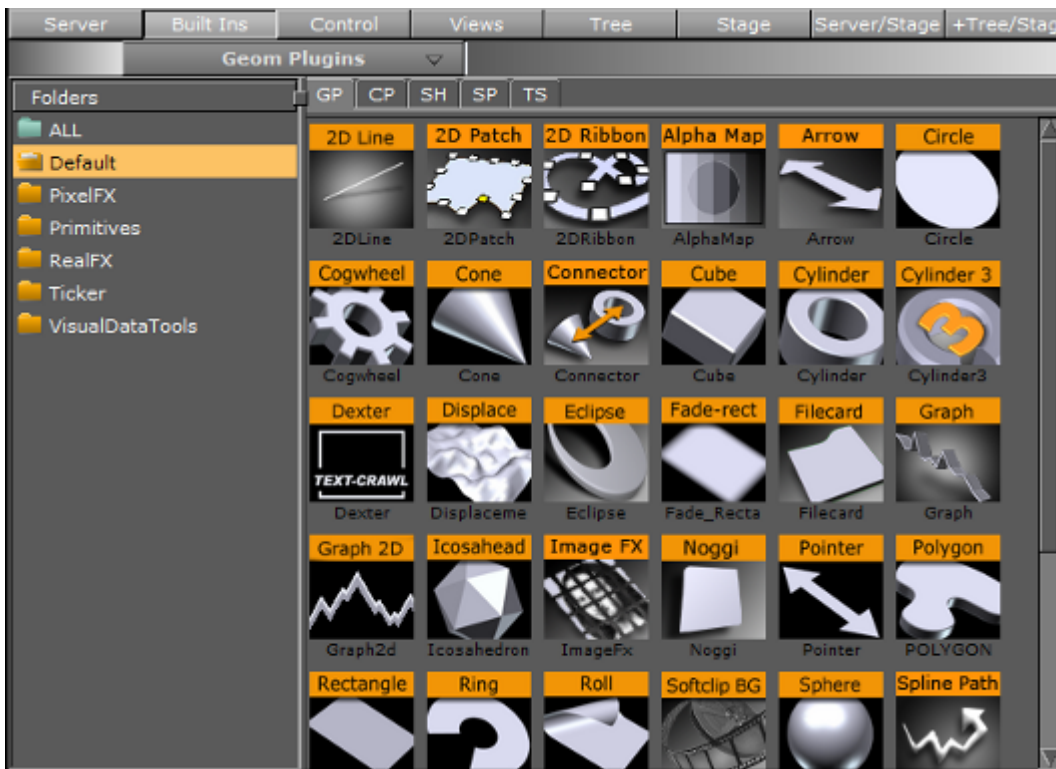 Server Built Ins Control Views Tree Stage Server/Stage +Tree/Stag
Geom Plugins
Folders
GP CP SH SP TS
ALL
Default
PixelFX
Primitives
RealFX
Ticker
VisualDataTools
2D Line 2D Patch 2D Ribbon Alpha Map Arrow Circle
2DLine 2DPatch 2DRibbon AlphaMap Arrow Circle
Cogwheel Cone Connector Cube Cylinder Cylinder 3
3
Cogwheel Cone Connector Cube Cylinder Cylinder3
Dexter Displace Eclipse Fade-rect Filecard Graph
TEXT-CRAWL
Dexter Displaceme Eclipse Fade_Recta Filecard Graph
Graph 2D Icosahead Image FX Noggi Pointer Polygon
Graph2d Icosahedron ImageFx Noggi Pointer POLYGON
Rectangle Ring Roll Softclip BG Sphere Spline Path